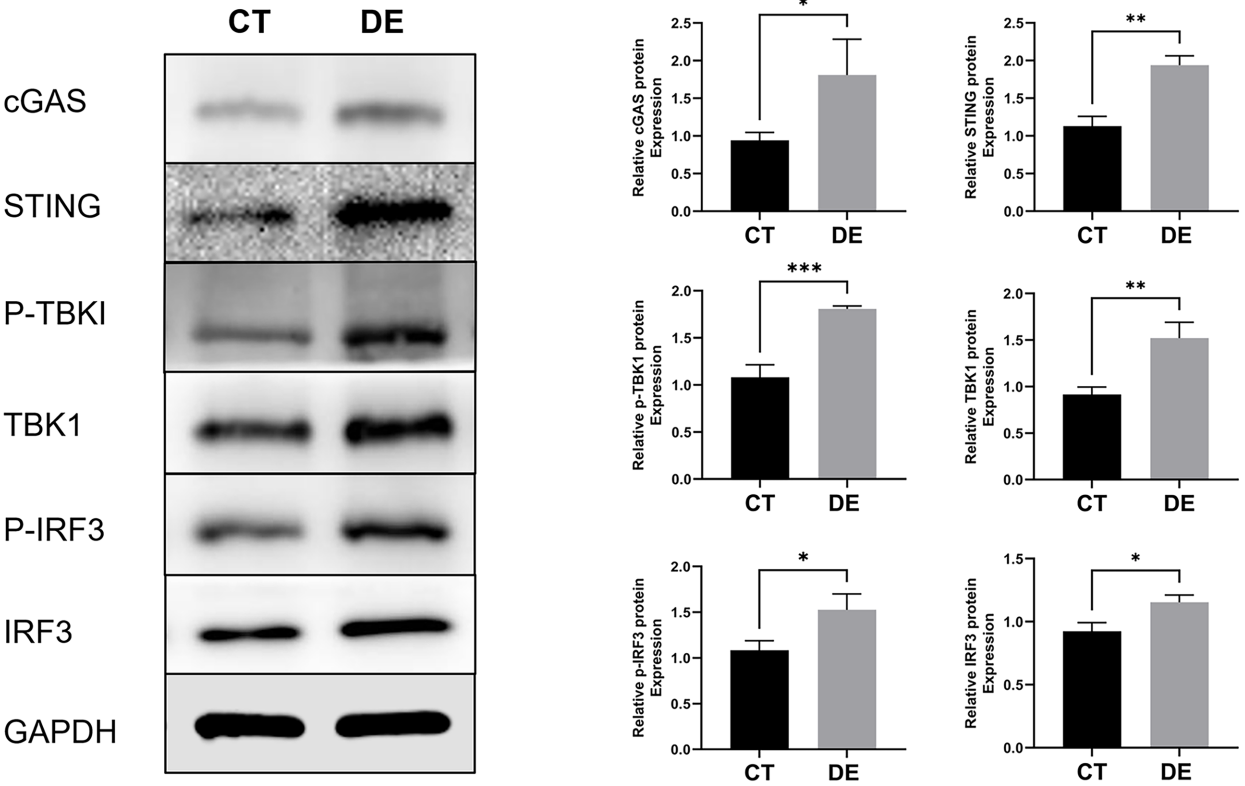 CT DE
cGAS
STING
P-TBKI
TBK1
P-IRF3
IRF3
GAPDH
*
2.5
2.0
1.5
1.0
0.5
0.0
Relative cGAS protein
Expression
CT DE
**
2.5
2.0
1.5
1.0
0.5
0.0
Relative STING protein
Expression
CT DE
***
2.0
1.5
1.0
0.5
0.0
Relative p-TBK1 protein
Expression
CT DE
**
2.0
1.5
1.0
0.5
0.0
Relative TBK1 protein
Expression
CT DE
*
2.0
1.5
1.0
0.5
0.0
Relative p-IRF3 protein
Expression
CT DE
*
1.5
1.0
0.5
0.0
Relative IRF3 protein
Expression
CT DE